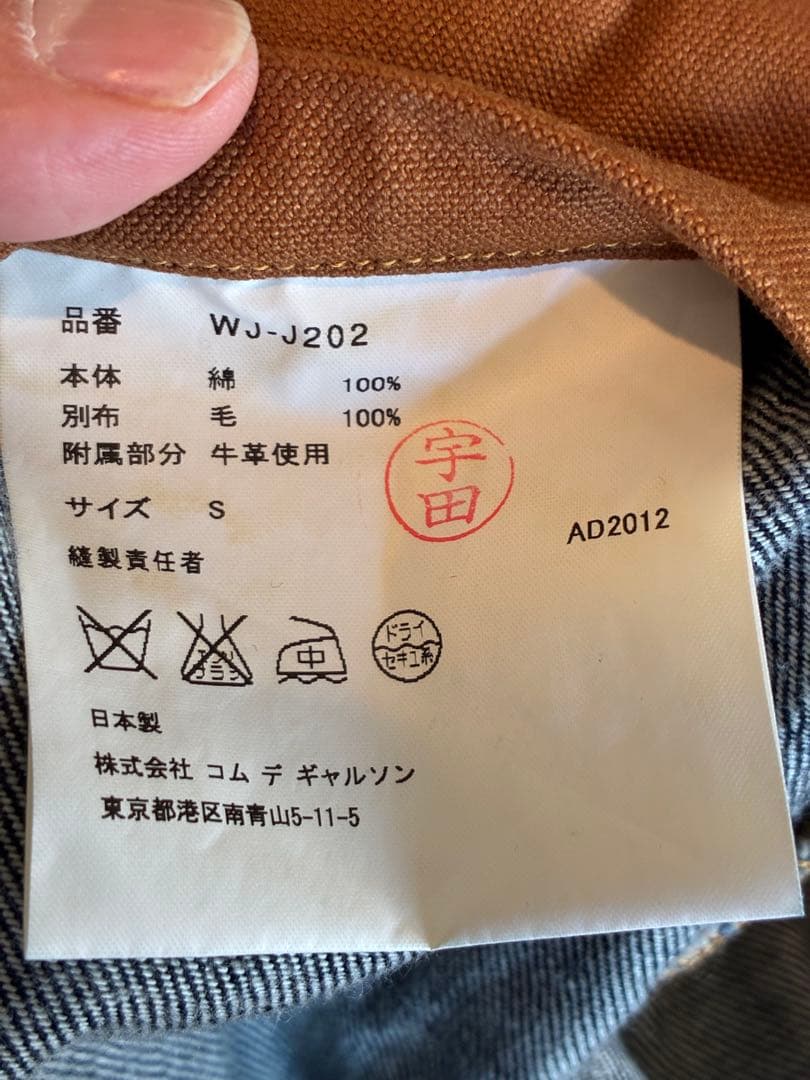 品番 WJ-J202
本体 綿 100%
別布 毛 100%
附属部分 牛革使用
宇田
サイズ S
AD2012
縫製責任者
中
ドライ
セキユ系
日本製
株式会社 コム デ ギャルソン
東京都港区南青山5-11-5